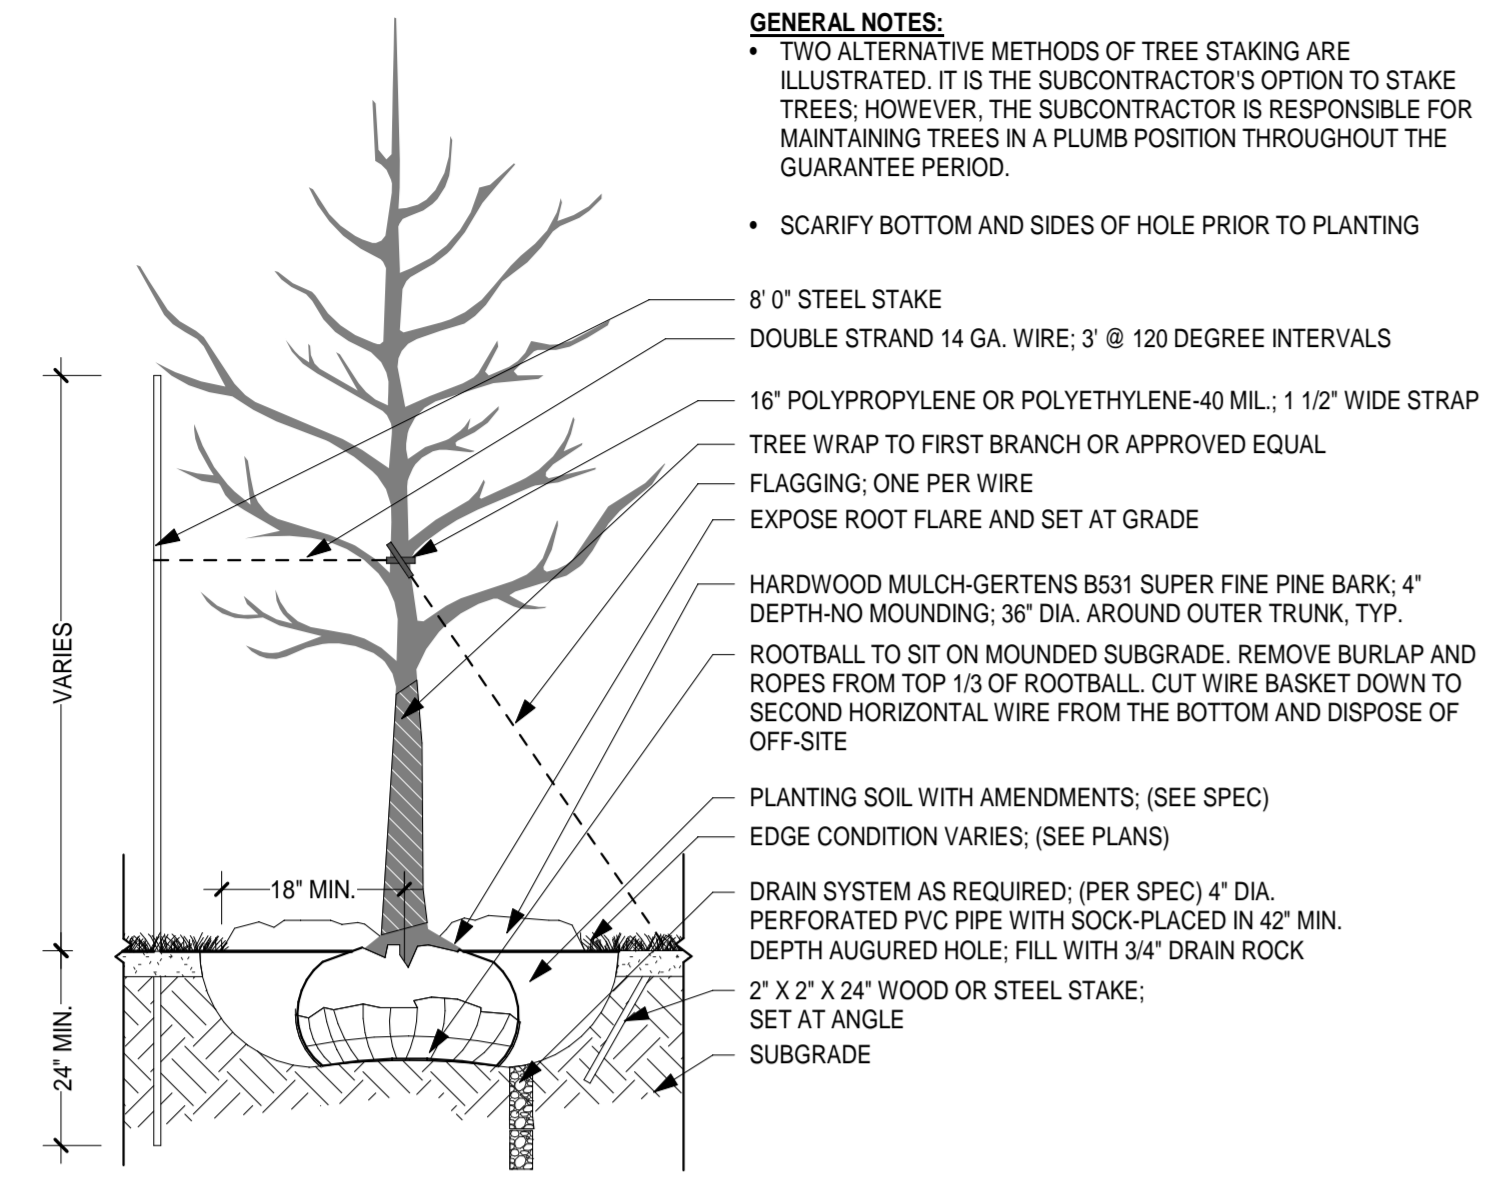 GENERAL NOTES:
• TWO ALTERNATIVE METHODS OF TREE STAKING ARE
ILLUSTRATED. IT IS THE SUBCONTRACTOR'S OPTION TO STAKE
TREES; HOWEVER, THE SUBCONTRACTOR IS RESPONSIBLE FOR
MAINTAINING TREES IN A PLUMB POSITION THROUGHOUT THE
GUARANTEE PERIOD.
• SCARIFY BOTTOM AND SIDES OF HOLE PRIOR TO PLANTING
8' 0" STEEL STAKE
DOUBLE STRAND 14 GA. WIRE; 3' @ 120 DEGREE INTERVALS
16" POLYPROPYLENE OR POLYETHYLENE-40 MIL.; 1 1/2" WIDE STRAP
TREE WRAP TO FIRST BRANCH OR APPROVED EQUAL
FLAGGING; ONE PER WIRE
EXPOSE ROOT FLARE AND SET AT GRADE
HARDWOOD MULCH-GERTENS B531 SUPER FINE PINE BARK; 4"
DEPTH-NO MOUNDING; 36" DIA. AROUND OUTER TRUNK, TYP.
ROOTBALL TO SIT ON MOUNDED SUBGRADE. REMOVE BURLAP AND
ROPES FROM TOP 1/3 OF ROOTBALL. CUT WIRE BASKET DOWN TO
SECOND HORIZONTAL WIRE FROM THE BOTTOM AND DISPOSE OF
OFF-SITE
PLANTING SOIL WITH AMENDMENTS; (SEE SPEC)
EDGE CONDITION VARIES; (SEE PLANS)
DRAIN SYSTEM AS REQUIRED; (PER SPEC) 4" DIA.
PERFORATED PVC PIPE WITH SOCK-PLACED IN 42" MIN.
DEPTH AUGURED HOLE; FILL WITH 3/4" DRAIN ROCK
2" X 2" X 24" WOOD OR STEEL STAKE;
SET AT ANGLE
SUBGRADE
VARIES
18" MIN.
24" MIN.